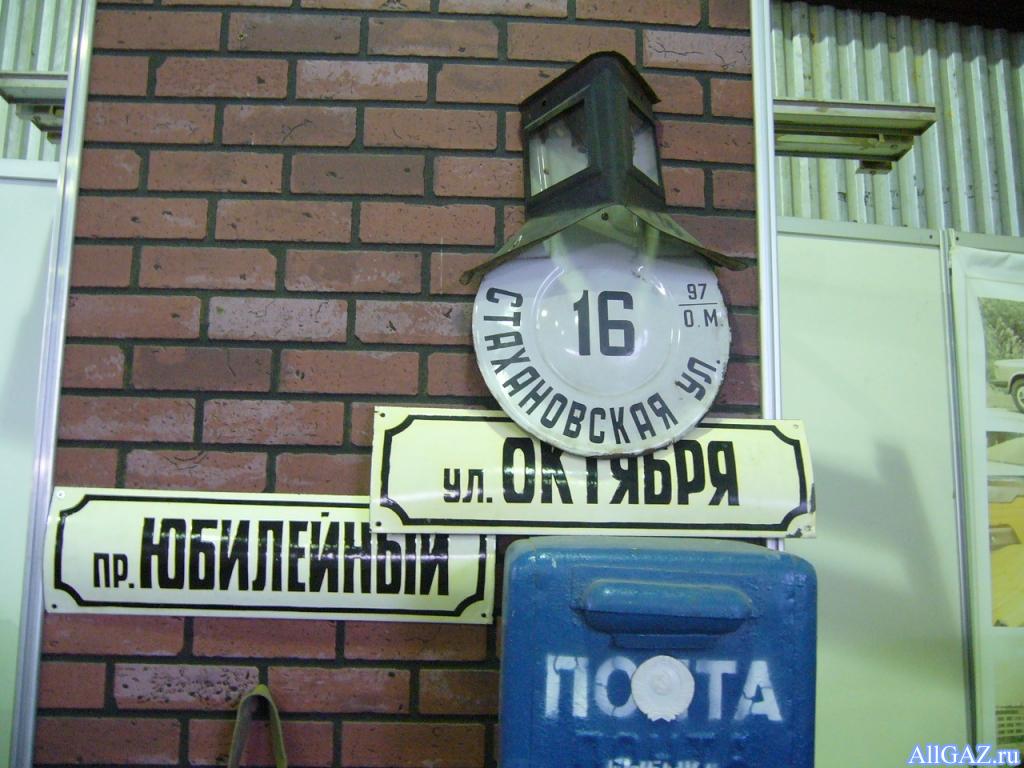 16
97
О.М.
СТАХАНОВСКАЯ УЛ.
ул. ОКТЯБРЯ
пр. ЮБИЛЕЙНЫЙ
ПОЧТА
AllGAZ.ru